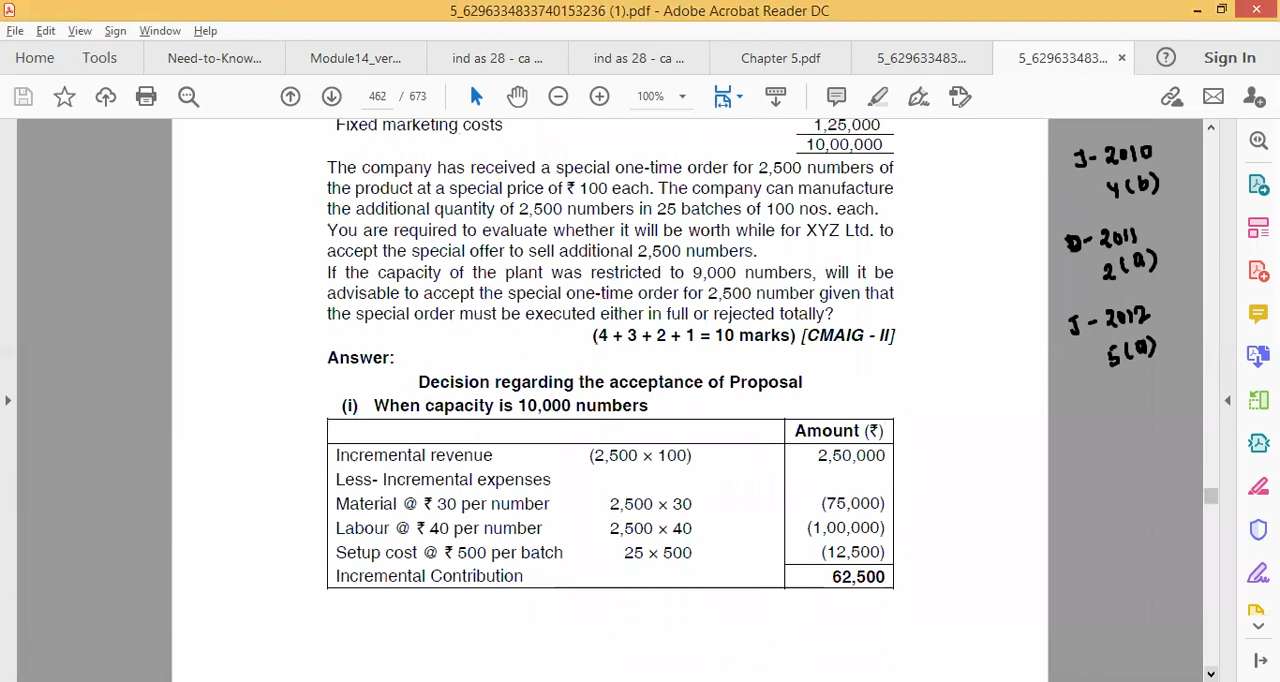 5_6296334833740153236 (1).pdf - Adobe Acrobat Reader DC
File Edit View Sign Window Help
Home Tools Need-to-Know... Module14_ver... ind as 28 - ca ... ind as 28 - ca ... Chapter 5.pdf 5_629633483... 5_629633483... × Sign In
462 / 673 100%
Fixed marketing costs 1,25,000
10,00,000
The company has received a special one-time order for 2,500 numbers of
the product at a special price of ₹ 100 each. The company can manufacture
the additional quantity of 2,500 numbers in 25 batches of 100 nos. each.
You are required to evaluate whether it will be worth while for XYZ Ltd. to
accept the special offer to sell additional 2,500 numbers.
If the capacity of the plant was restricted to 9,000 numbers, will it be
advisable to accept the special one-time order for 2,500 number given that
the special order must be executed either in full or rejected totally?
(4 + 3 + 2 + 1 = 10 marks) [CMAIG - II]
Answer:
Decision regarding the acceptance of Proposal
(i) When capacity is 10,000 numbers
Amount (₹)
Incremental revenue (2,500 × 100) 2,50,000
Less- Incremental expenses
Material @ ₹ 30 per number 2,500 × 30 (75,000)
Labour @ ₹ 40 per number 2,500 × 40 (1,00,000)
Setup cost @ ₹ 500 per batch 25 × 500 (12,500)
Incremental Contribution 62,500
J- 2010
4(b)
D- 2011
2(a)
J- 2012
5(a)